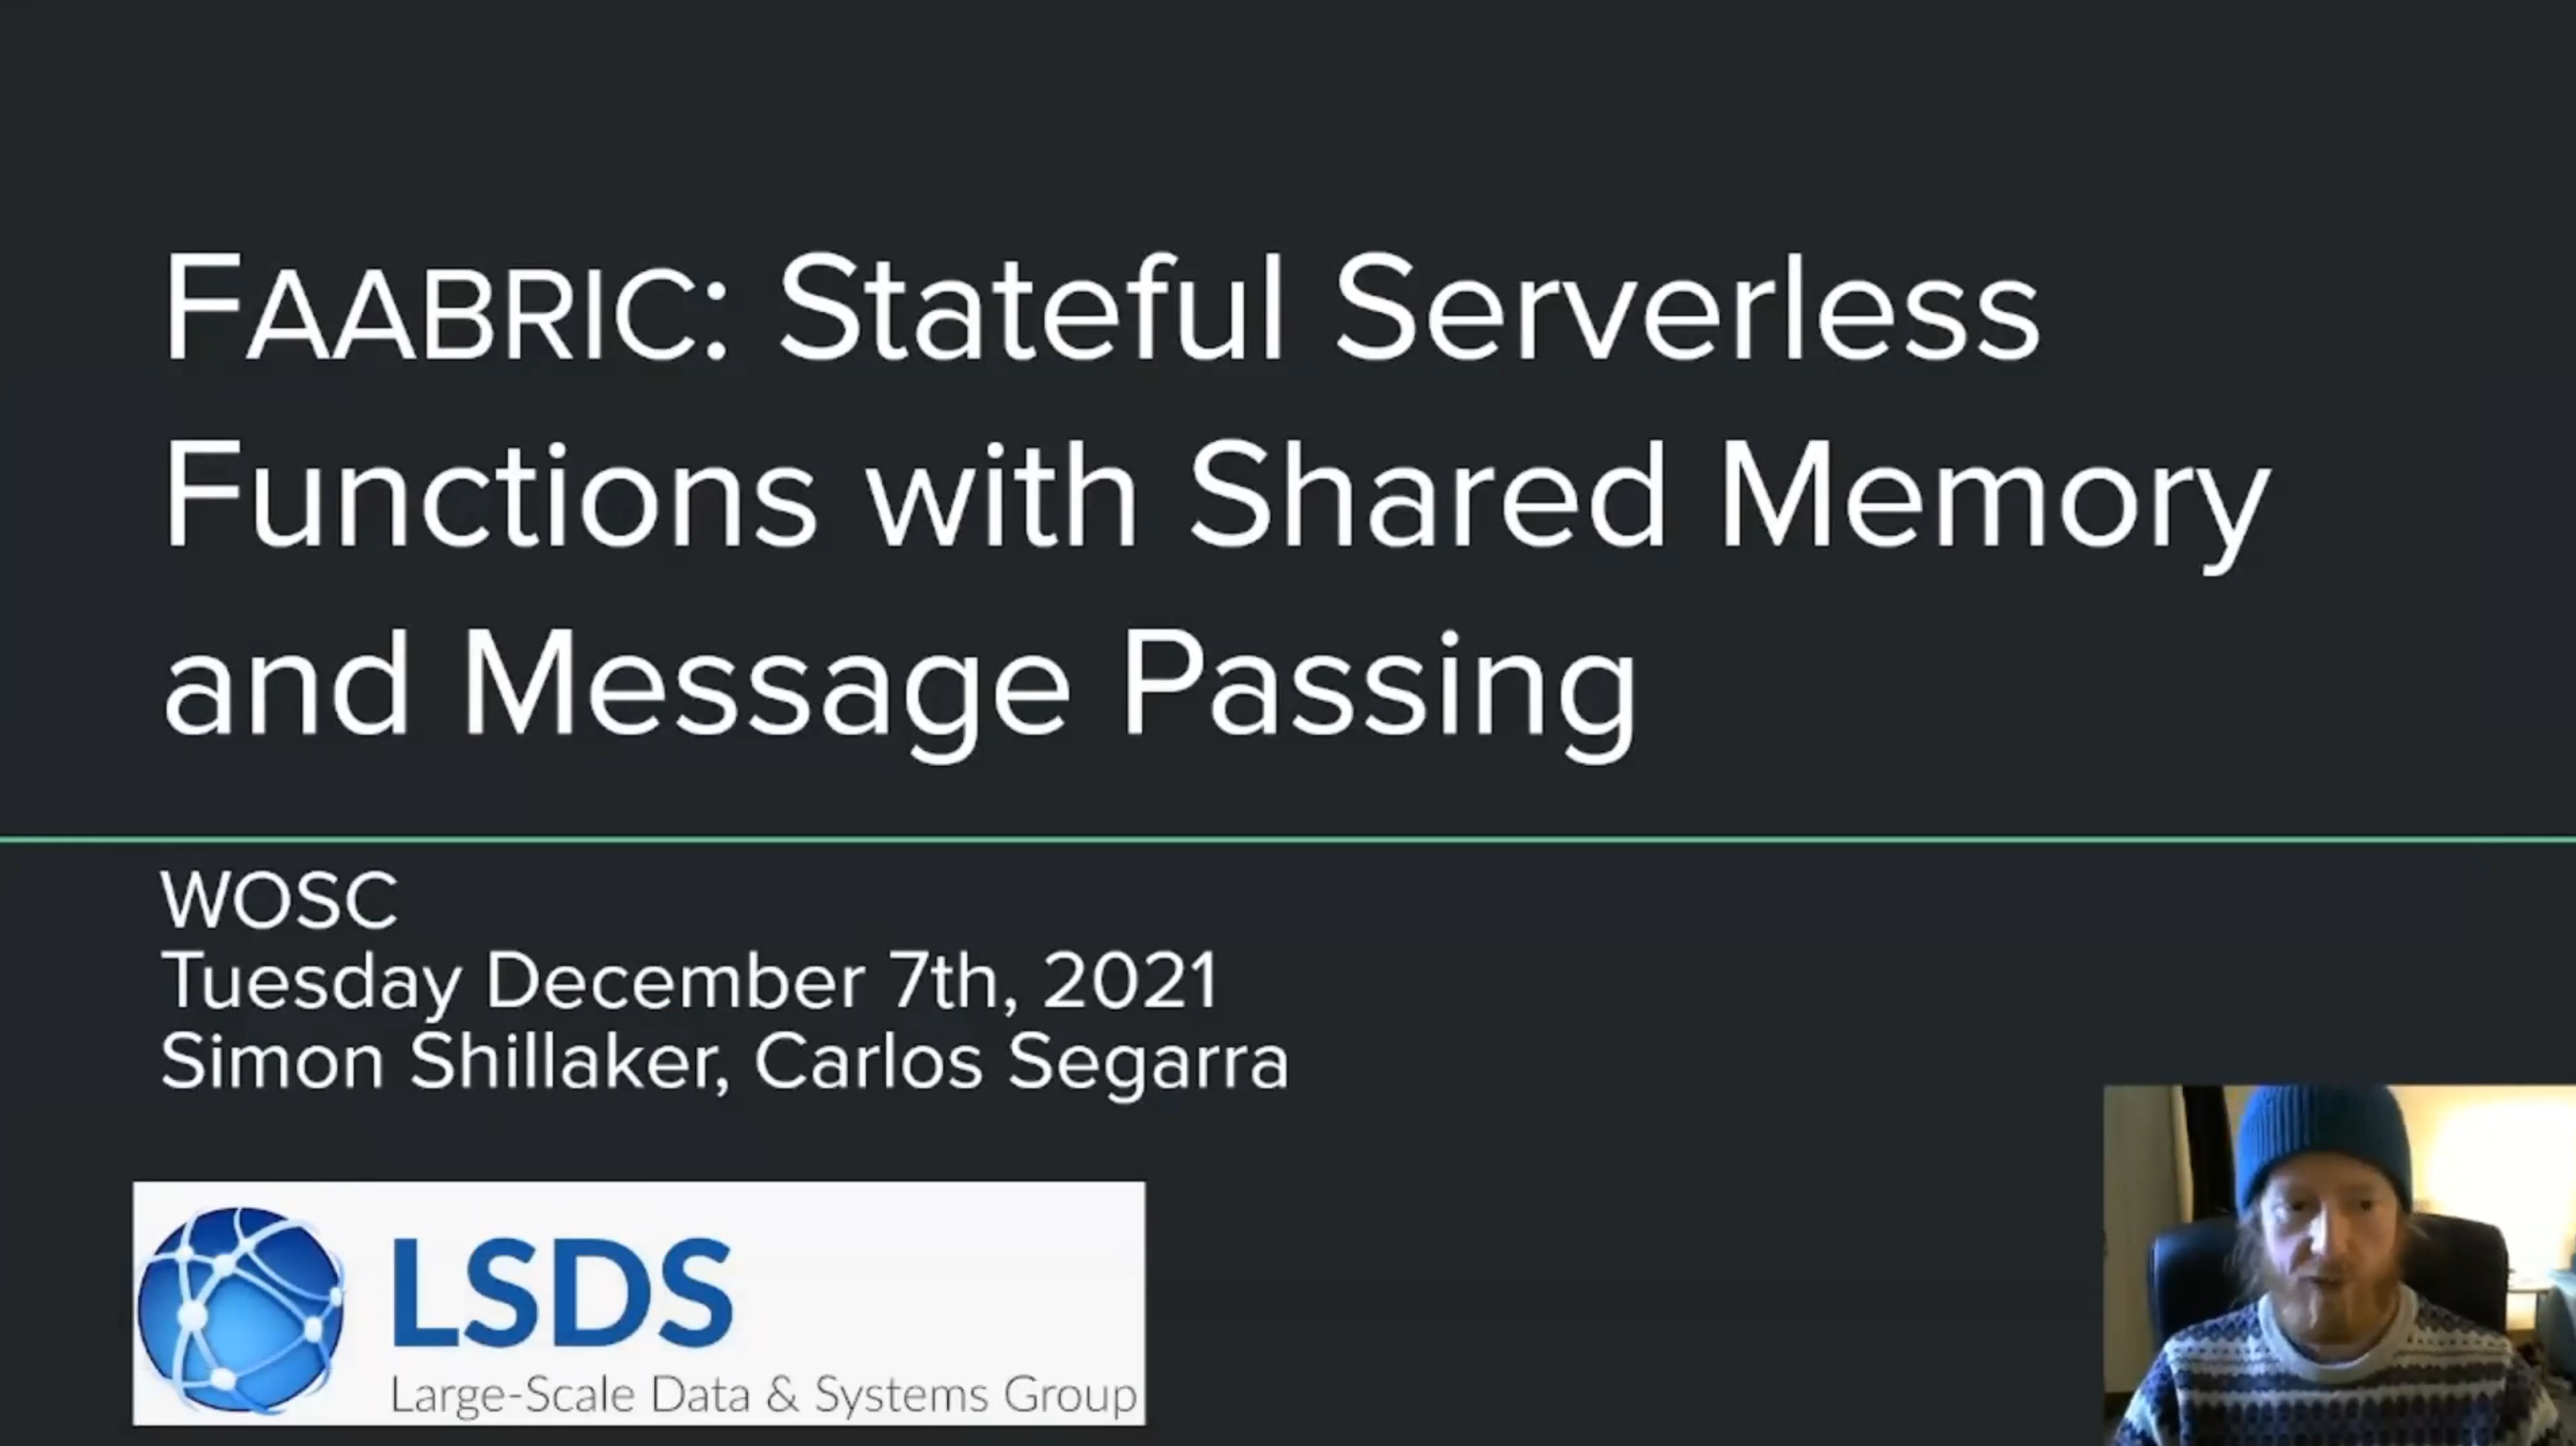 FAABRIC: Stateful Serverless
Functions with Shared Memory
and Message Passing
WOSC
Tuesday December 7th, 2021
Simon Shillaker, Carlos Segarra
LSDS
Large-Scale Data & Systems Group